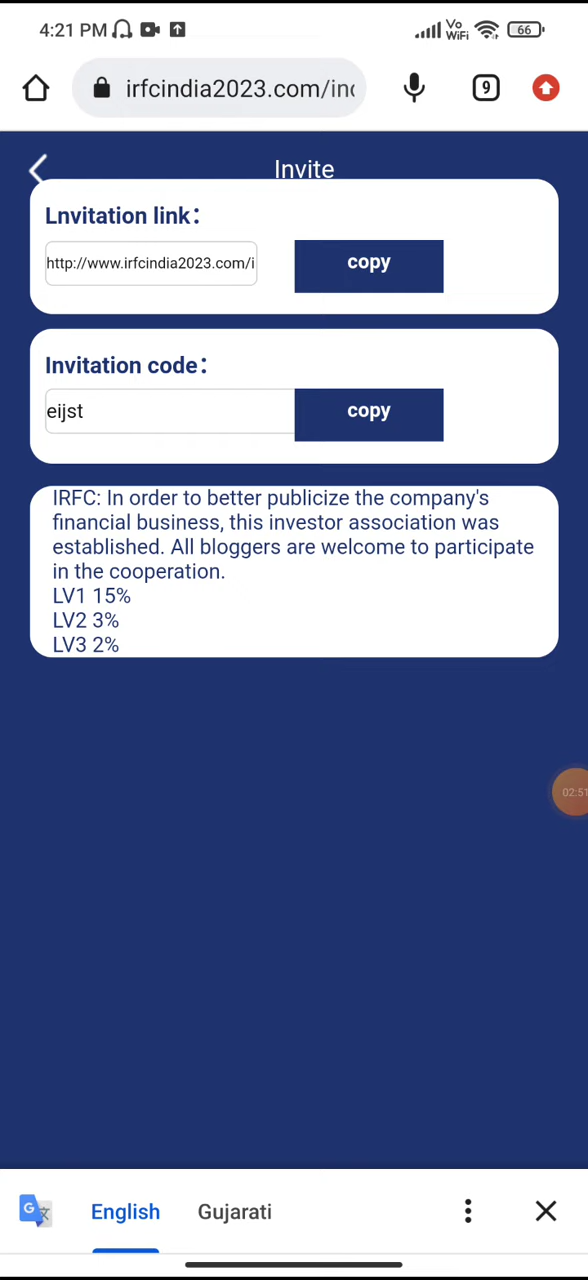 4:21 PM
Vo
WiFi
66
irfcindia2023.com/in
9
Invite
Lnvitation link:
http://www.irfcindia2023.com/i
copy
Invitation code:
eijst
copy
IRFC: In order to better publicize the company's
financial business, this investor association was
established. All bloggers are welcome to participate
in the cooperation.
LV1 15%
LV2 3%
LV3 2%
02:51
G
文
English
Gujarati